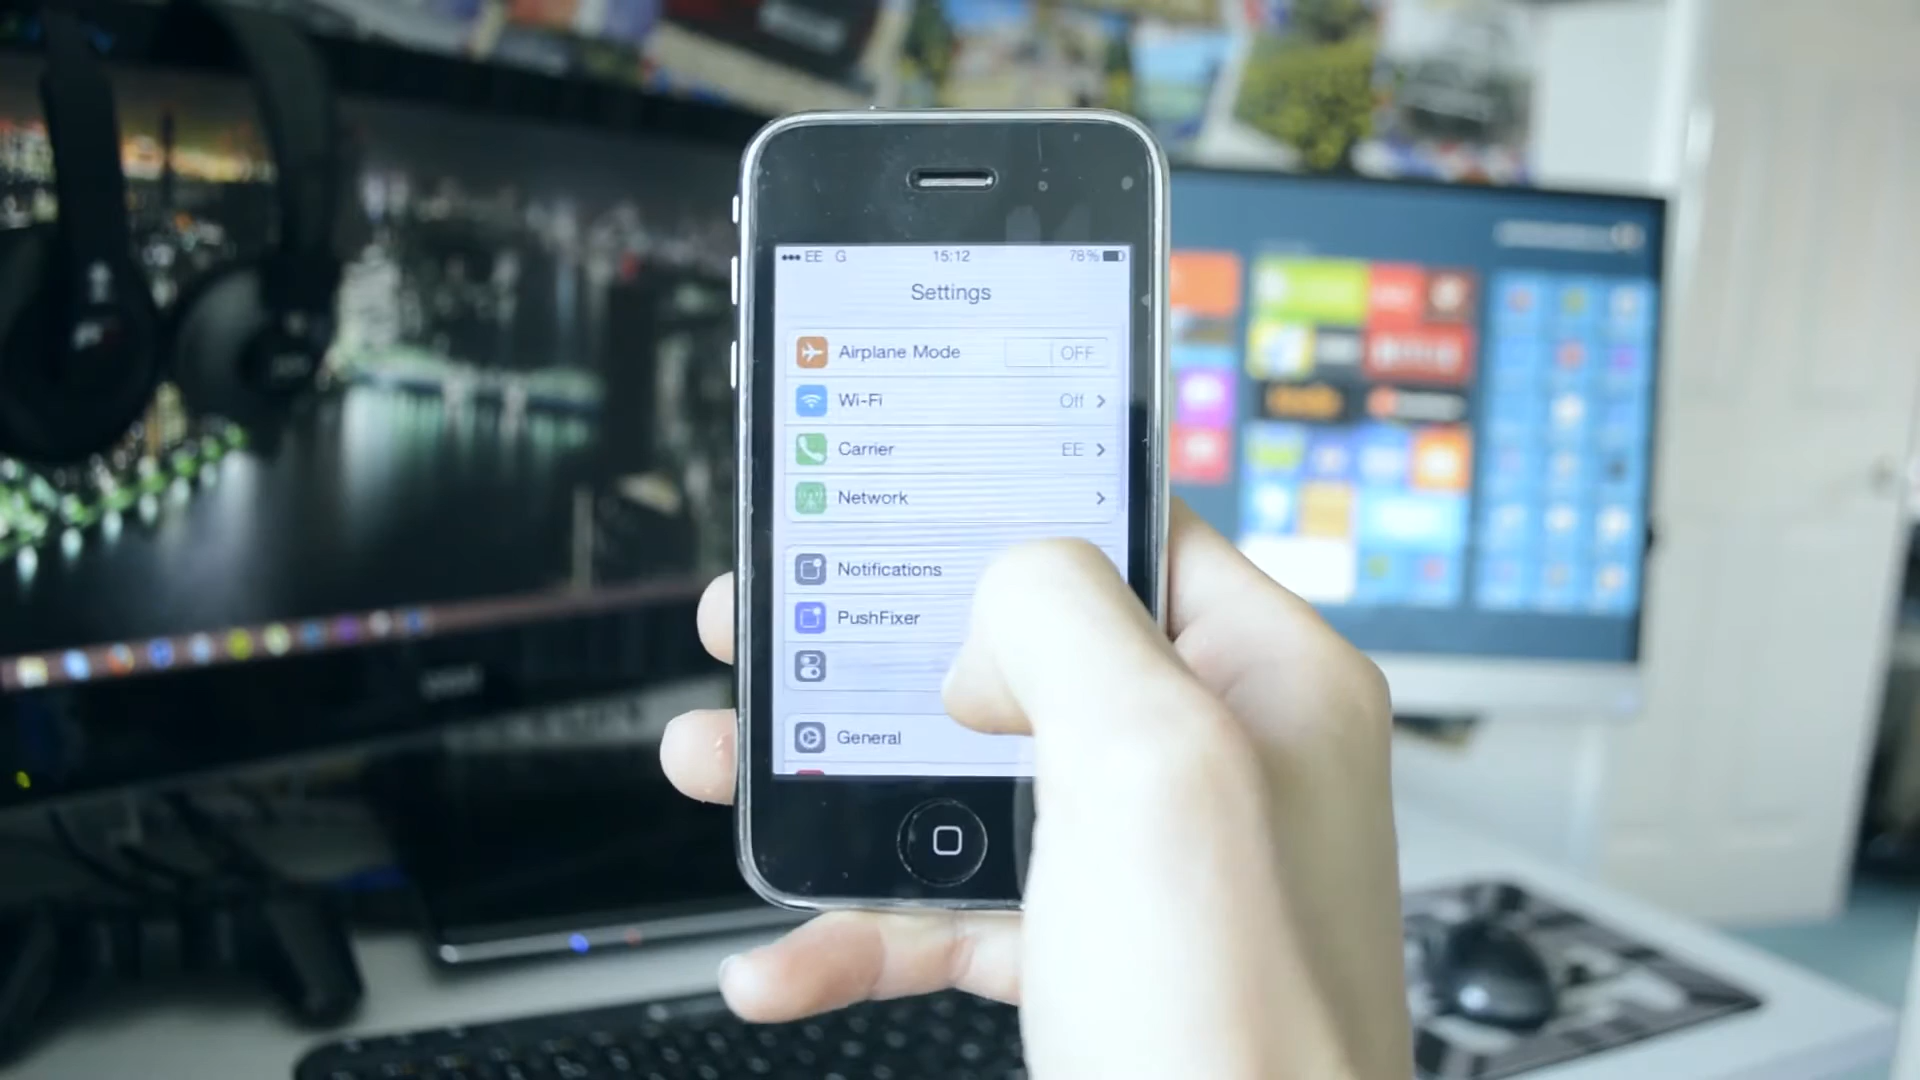 EE G 15:12 78%
Settings
Airplane Mode OFF
Wi-Fi Off
Carrier EE
Network
Notifications
PushFixer
General